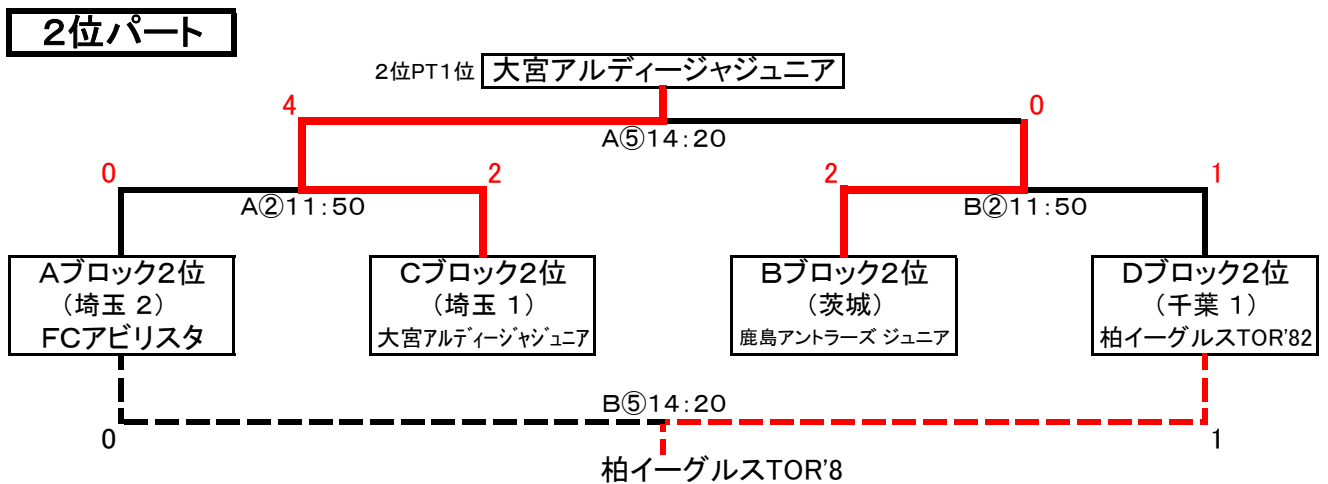 2位パート
2位PT1位 大宮アルディージャジュニア
4 0
A⑤14:20
0 2 2 1
A②11:50 B②11:50
Aブロック2位 Cブロック2位 Bブロック2位 Dブロック2位
(埼玉 2) (埼玉 1) (茨城) (千葉 1)
FCアビリスタ 大宮アルディージャジュニア 鹿島アントラーズ ジュニア 柏イーグルスTOR'82
B⑤14:20
0 1
柏イーグルスTOR'8